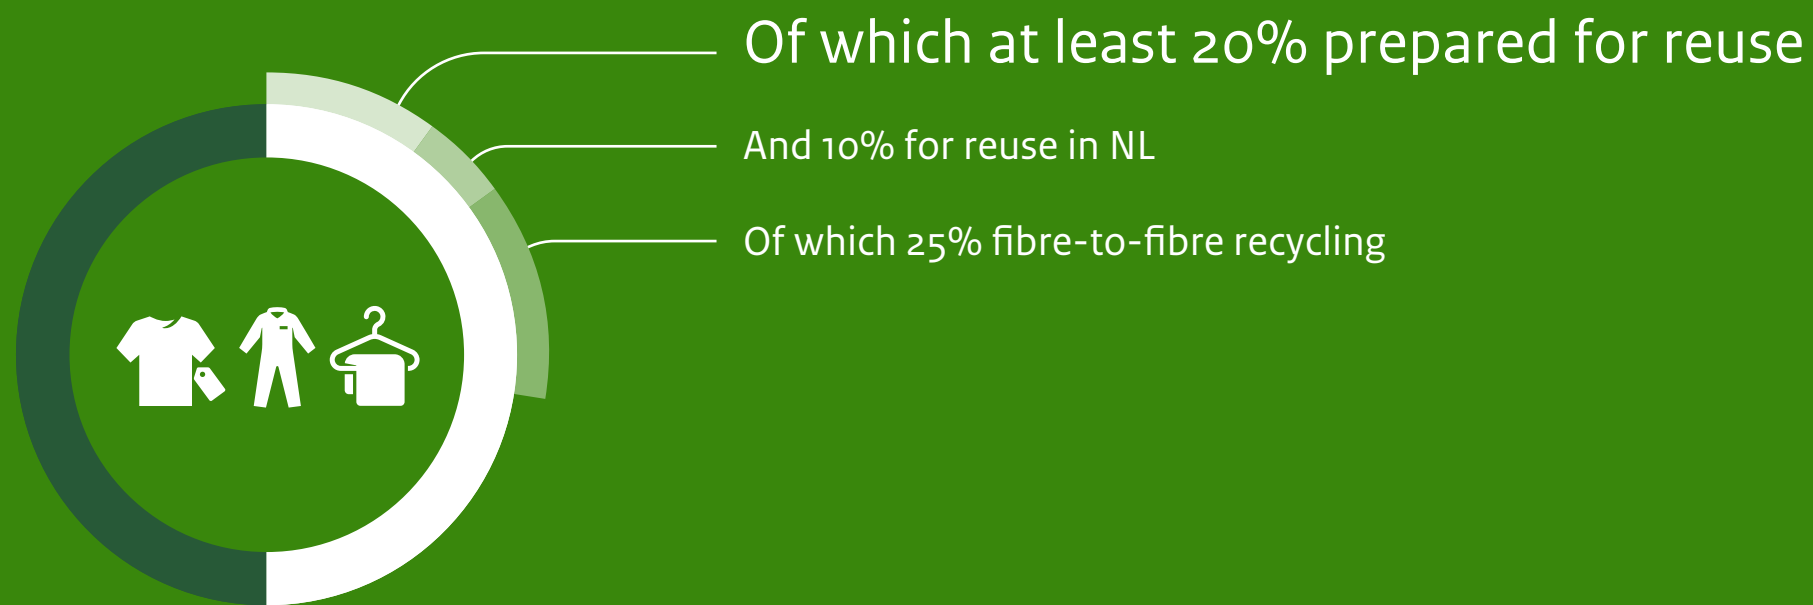 Of which at least 20% prepared for reuse
And 10% for reuse in NL
Of which 25% fibre-to-fibre recycling